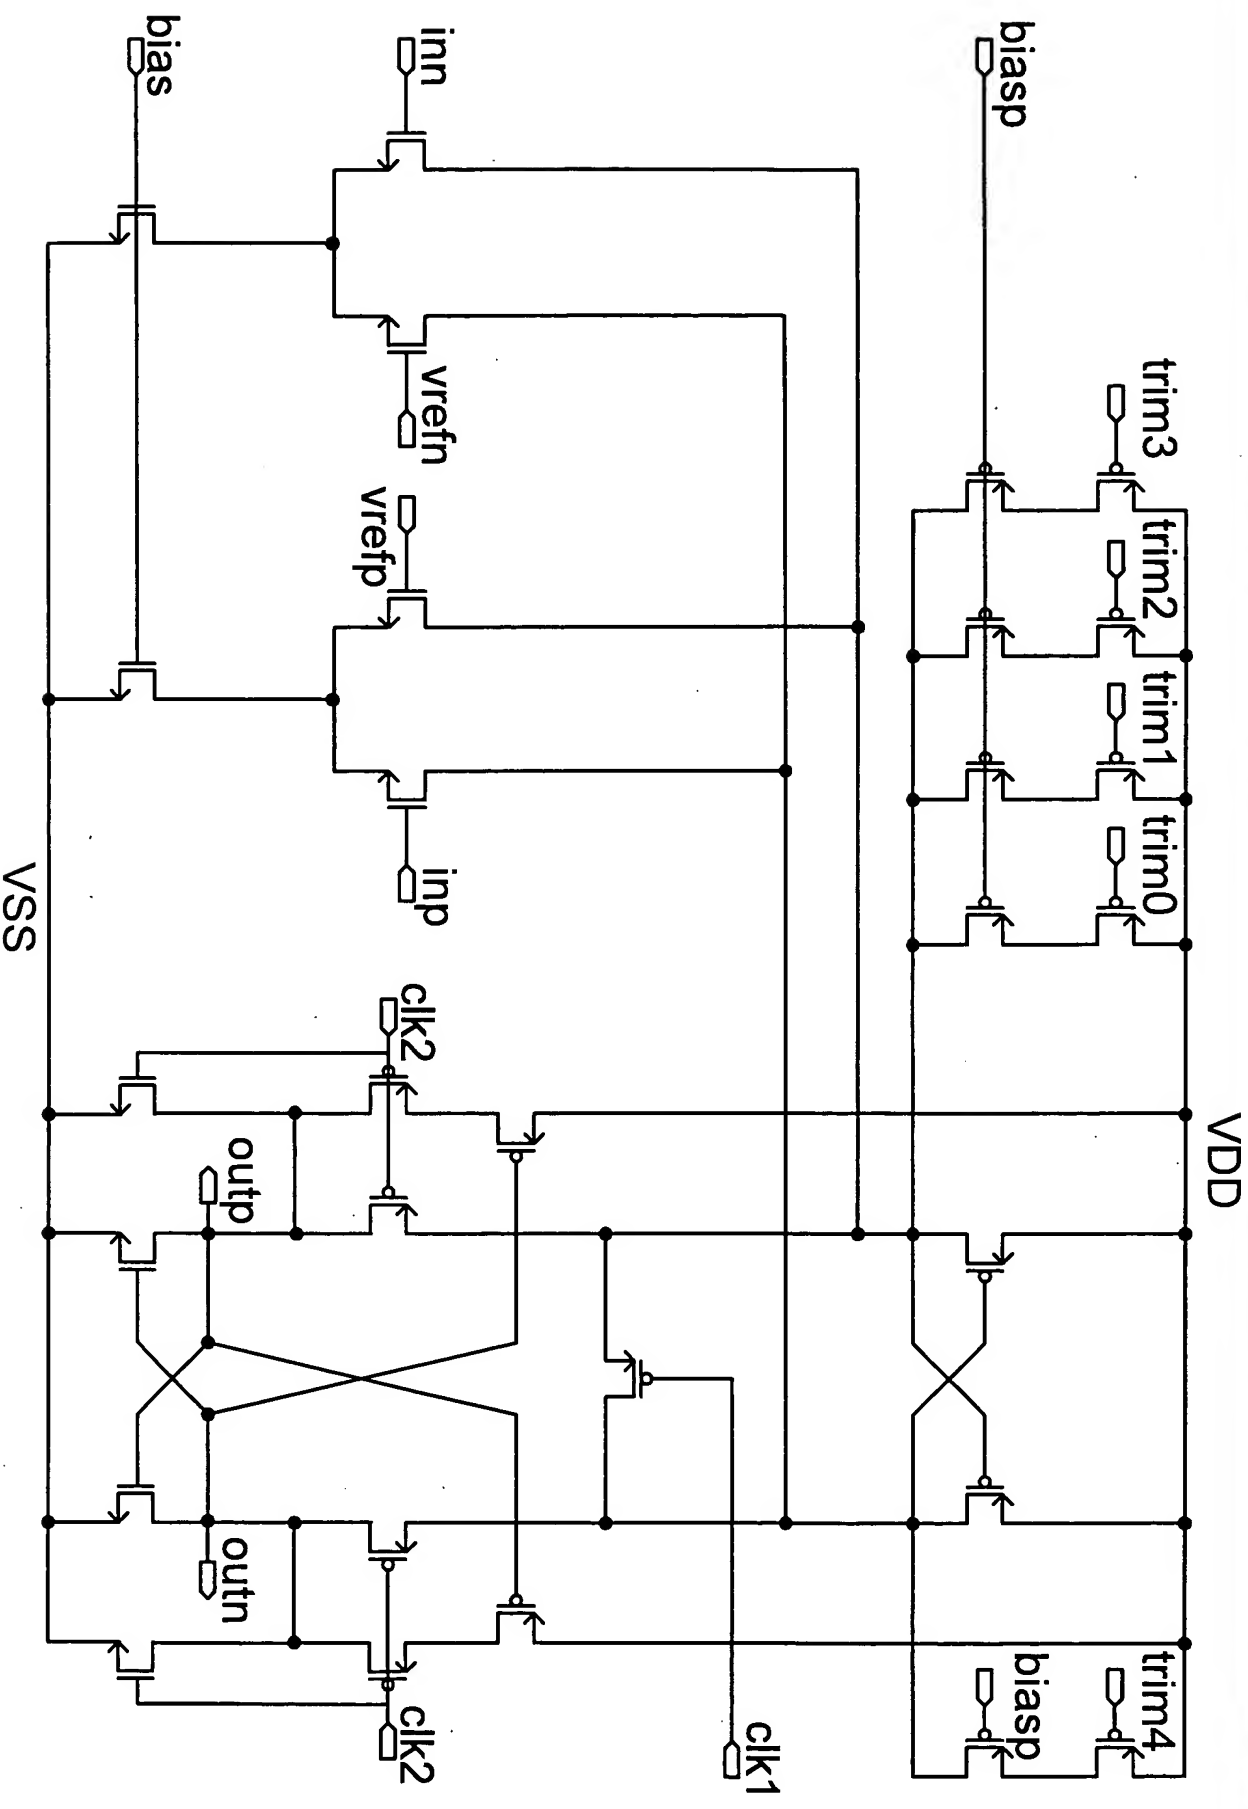 VDD
trim3
trim2
trim1
trim0
trim4
biasp
biasp
clk1
inn
vrefn
vrefp
inp
clk2
clk2
outp
outn
bias
VSS